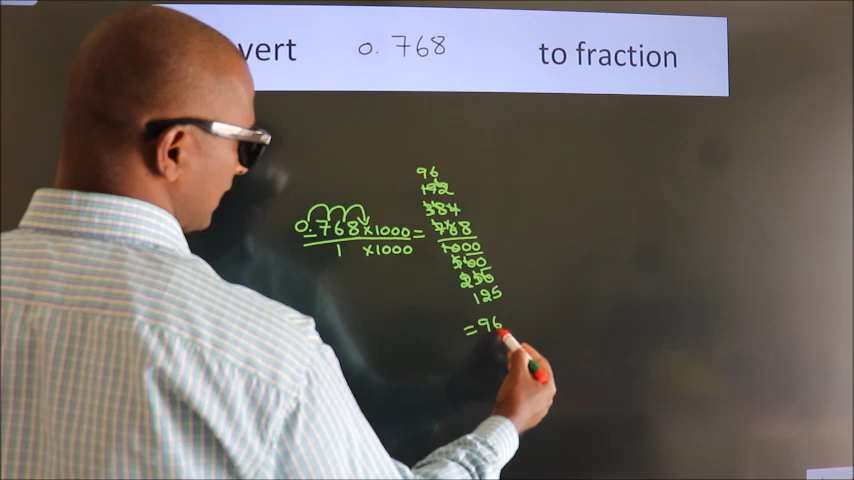 vert 0.768 to fraction
96
192
384
0.768 ×1000 = 768
1 ×1000 1000
500
250
125
= 96